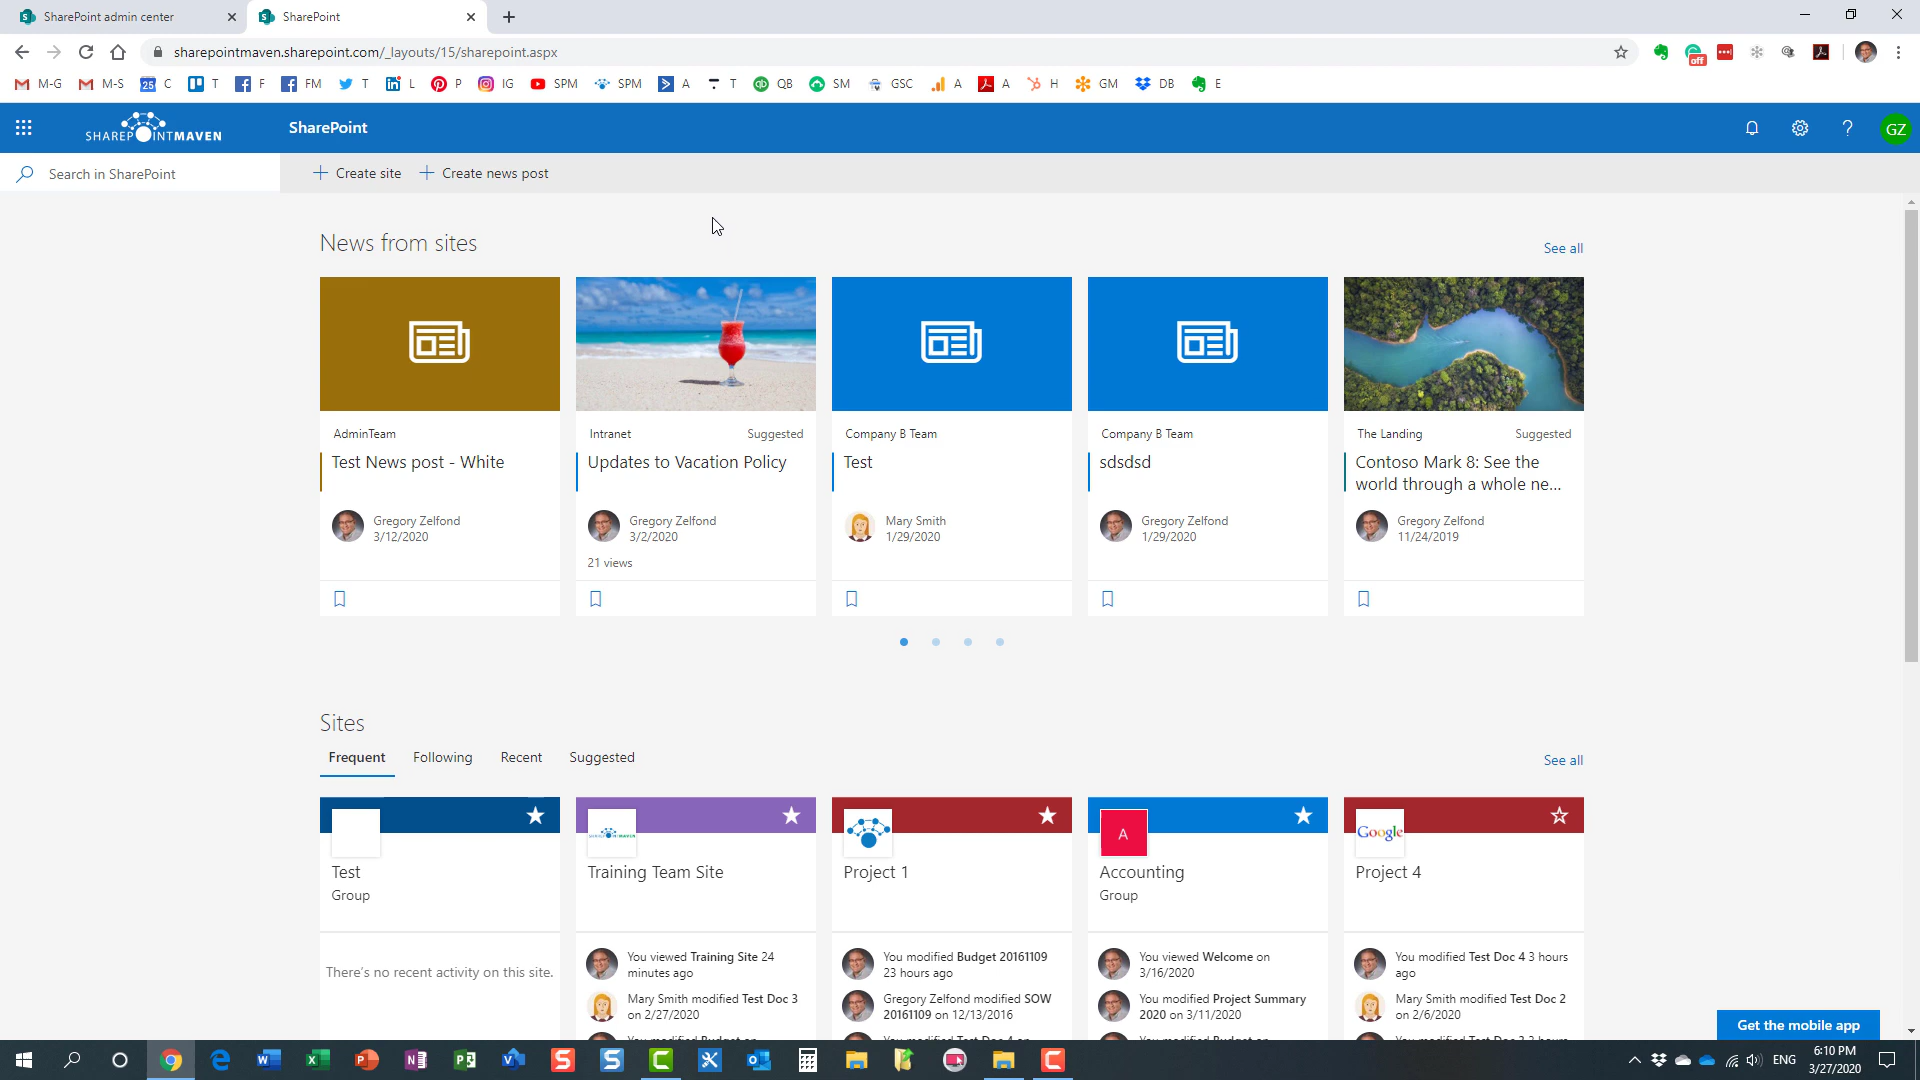 SharePoint admin center
SharePoint
sharepointmaven.sharepoint.com/_layouts/15/sharepoint.aspx
off
M-G M-S 25 C T F FM T L P IG SPM SPM A T QB SM GSC A A H GM DB E
SHAREPOINTMAVEN
SharePoint
GZ
Search in SharePoint
Create site
Create news post
News from sites
See all
AdminTeam
Test News post - White
Gregory Zelfond
3/12/2020
Intranet Suggested
Updates to Vacation Policy
Gregory Zelfond
3/2/2020
21 views
Company B Team
Test
Mary Smith
1/29/2020
Company B Team
sdsdsd
Gregory Zelfond
1/29/2020
The Landing Suggested
Contoso Mark 8: See the
world through a whole ne...
Gregory Zelfond
11/24/2019
Sites
Frequent Following Recent Suggested
See all
Test
Group
There's no recent activity on this site.
SHAREPOINTMAVEN
Training Team Site
You viewed Training Site 24
minutes ago
Mary Smith modified Test Doc 3
on 2/27/2020
Project 1
You modified Budget 20161109
23 hours ago
Gregory Zelfond modified SOW
20161109 on 12/13/2016
A
Accounting
Group
You viewed Welcome on
3/16/2020
You modified Project Summary
2020 on 3/11/2020
Google
Project 4
You modified Test Doc 4 3 hours
ago
Mary Smith modified Test Doc 2
on 2/6/2020
Get the mobile app
ENG
6:10 PM
3/27/2020